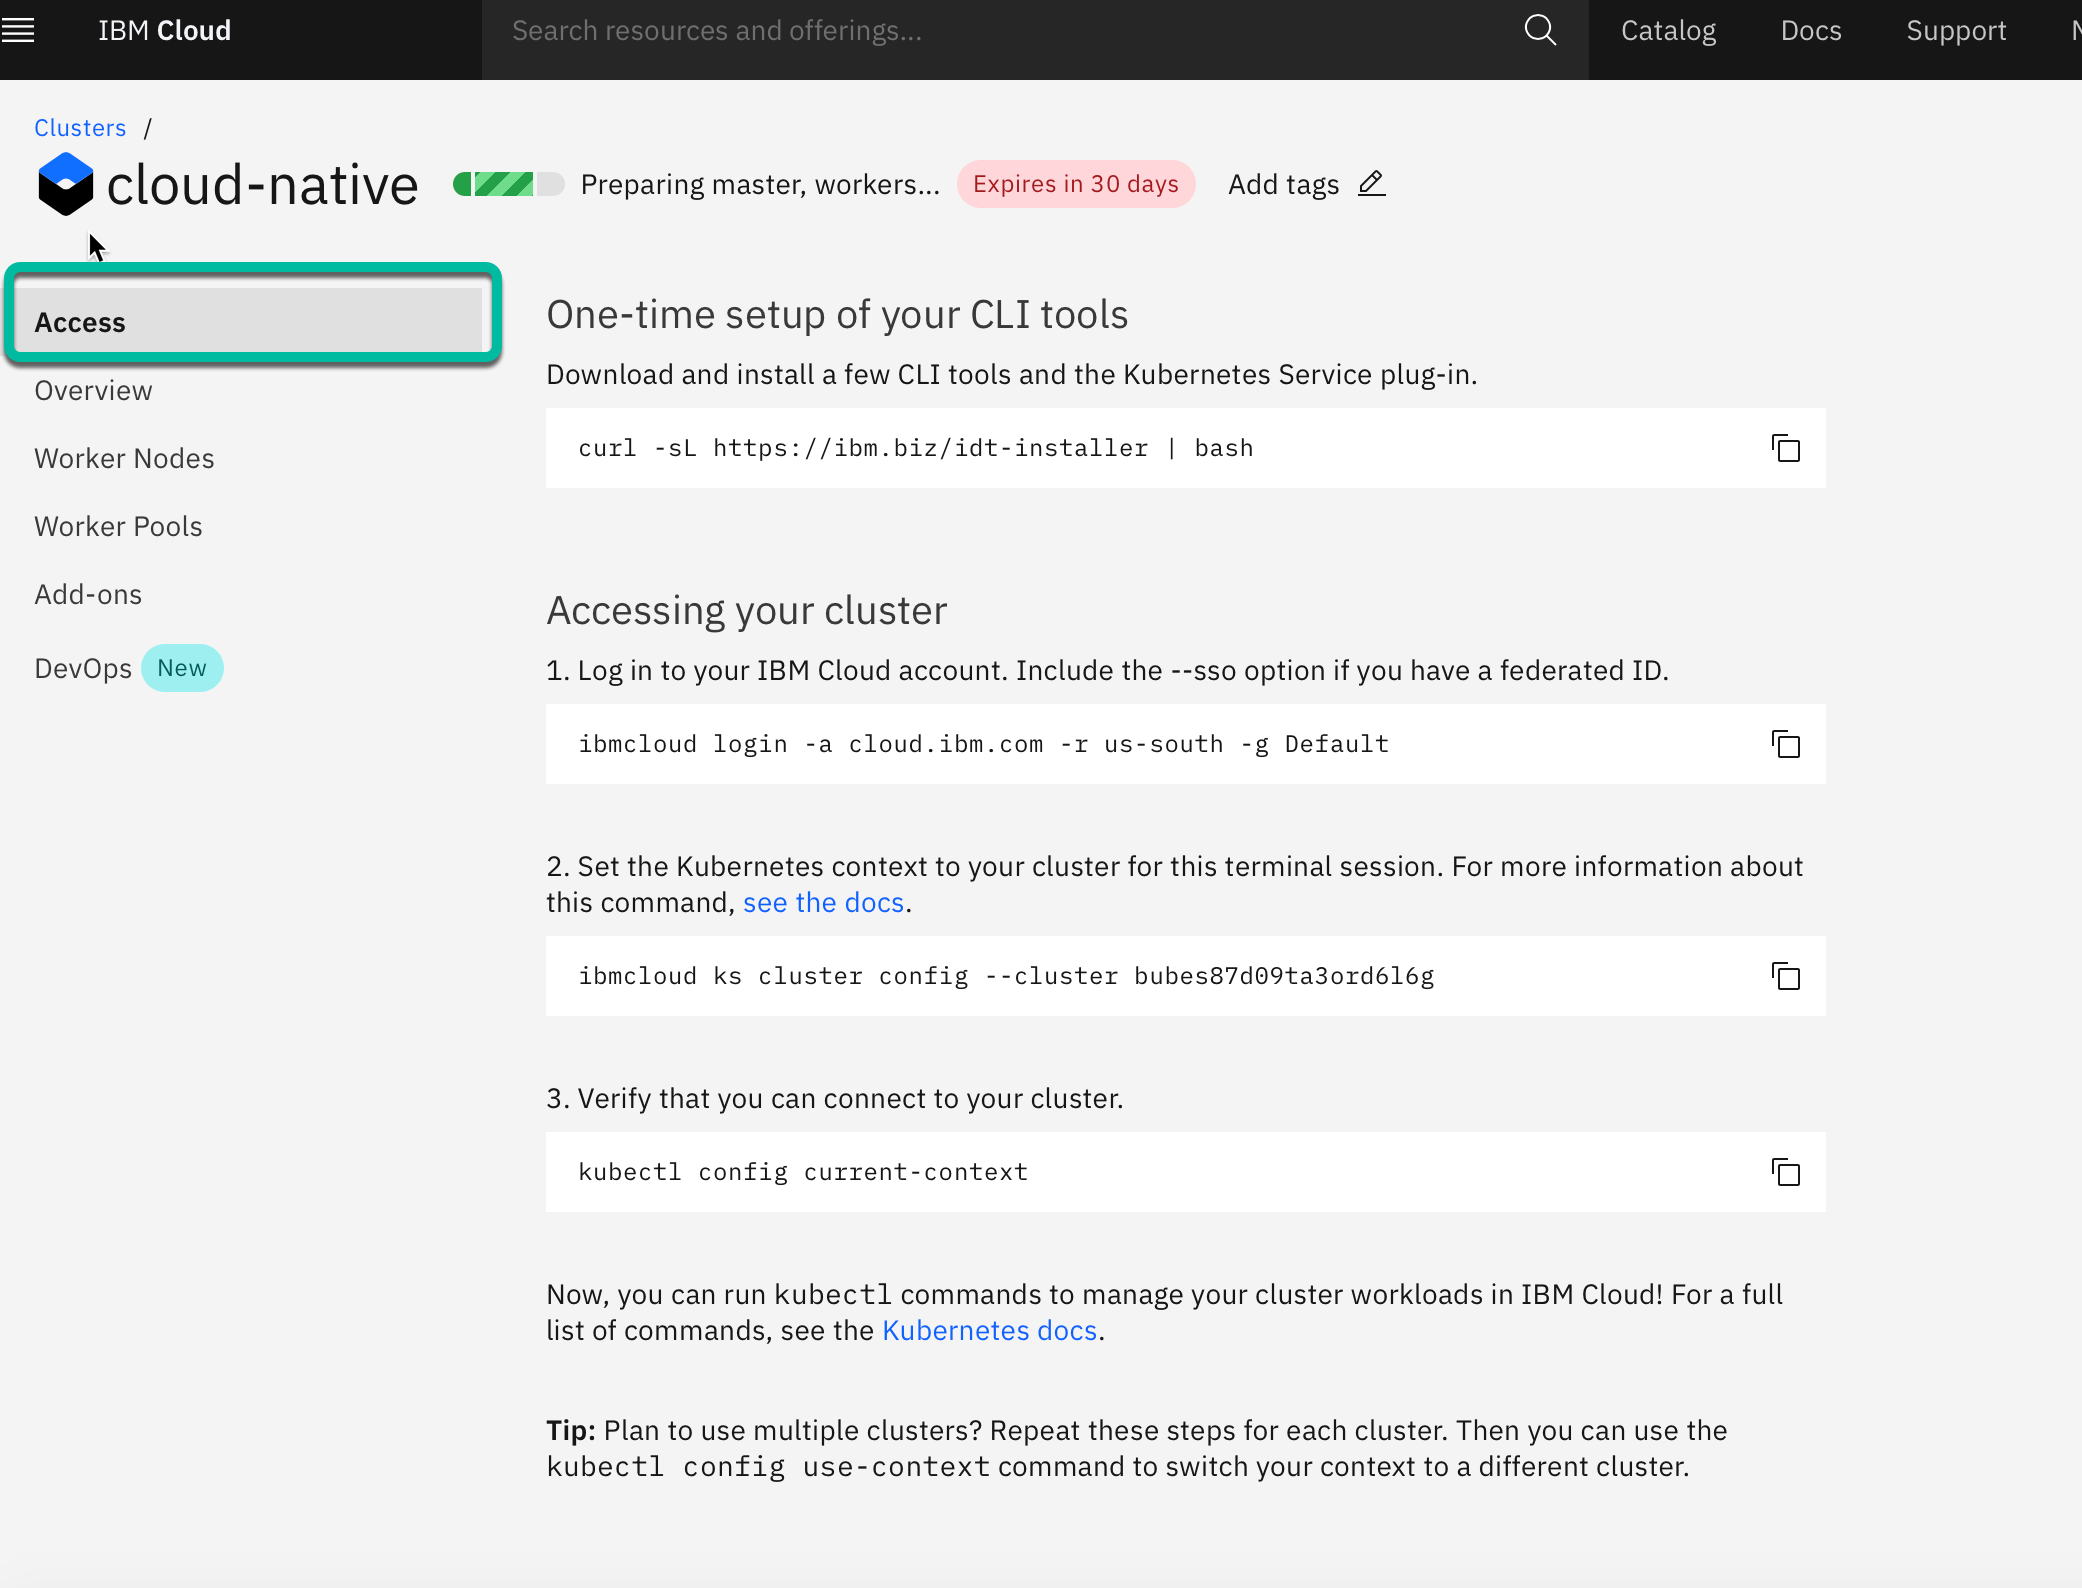 IBM Cloud
Search resources and offerings...
Catalog
Docs
Support
Clusters /
cloud-native
Preparing master, workers...
Expires in 30 days
Add tags
Access
Overview
Worker Nodes
Worker Pools
Add-ons
DevOps New
One-time setup of your CLI tools
Download and install a few CLI tools and the Kubernetes Service plug-in.
curl -sL https://ibm.biz/idt-installer | bash
Accessing your cluster
1. Log in to your IBM Cloud account. Include the --sso option if you have a federated ID.
ibmcloud login -a cloud.ibm.com -r us-south -g Default
2. Set the Kubernetes context to your cluster for this terminal session. For more information about
this command, see the docs.
ibmcloud ks cluster config --cluster bubes87d09ta3ord6l6g
3. Verify that you can connect to your cluster.
kubectl config current-context
Now, you can run kubectl commands to manage your cluster workloads in IBM Cloud! For a full
list of commands, see the Kubernetes docs.
Tip: Plan to use multiple clusters? Repeat these steps for each cluster. Then you can use the
kubectl config use-context command to switch your context to a different cluster.